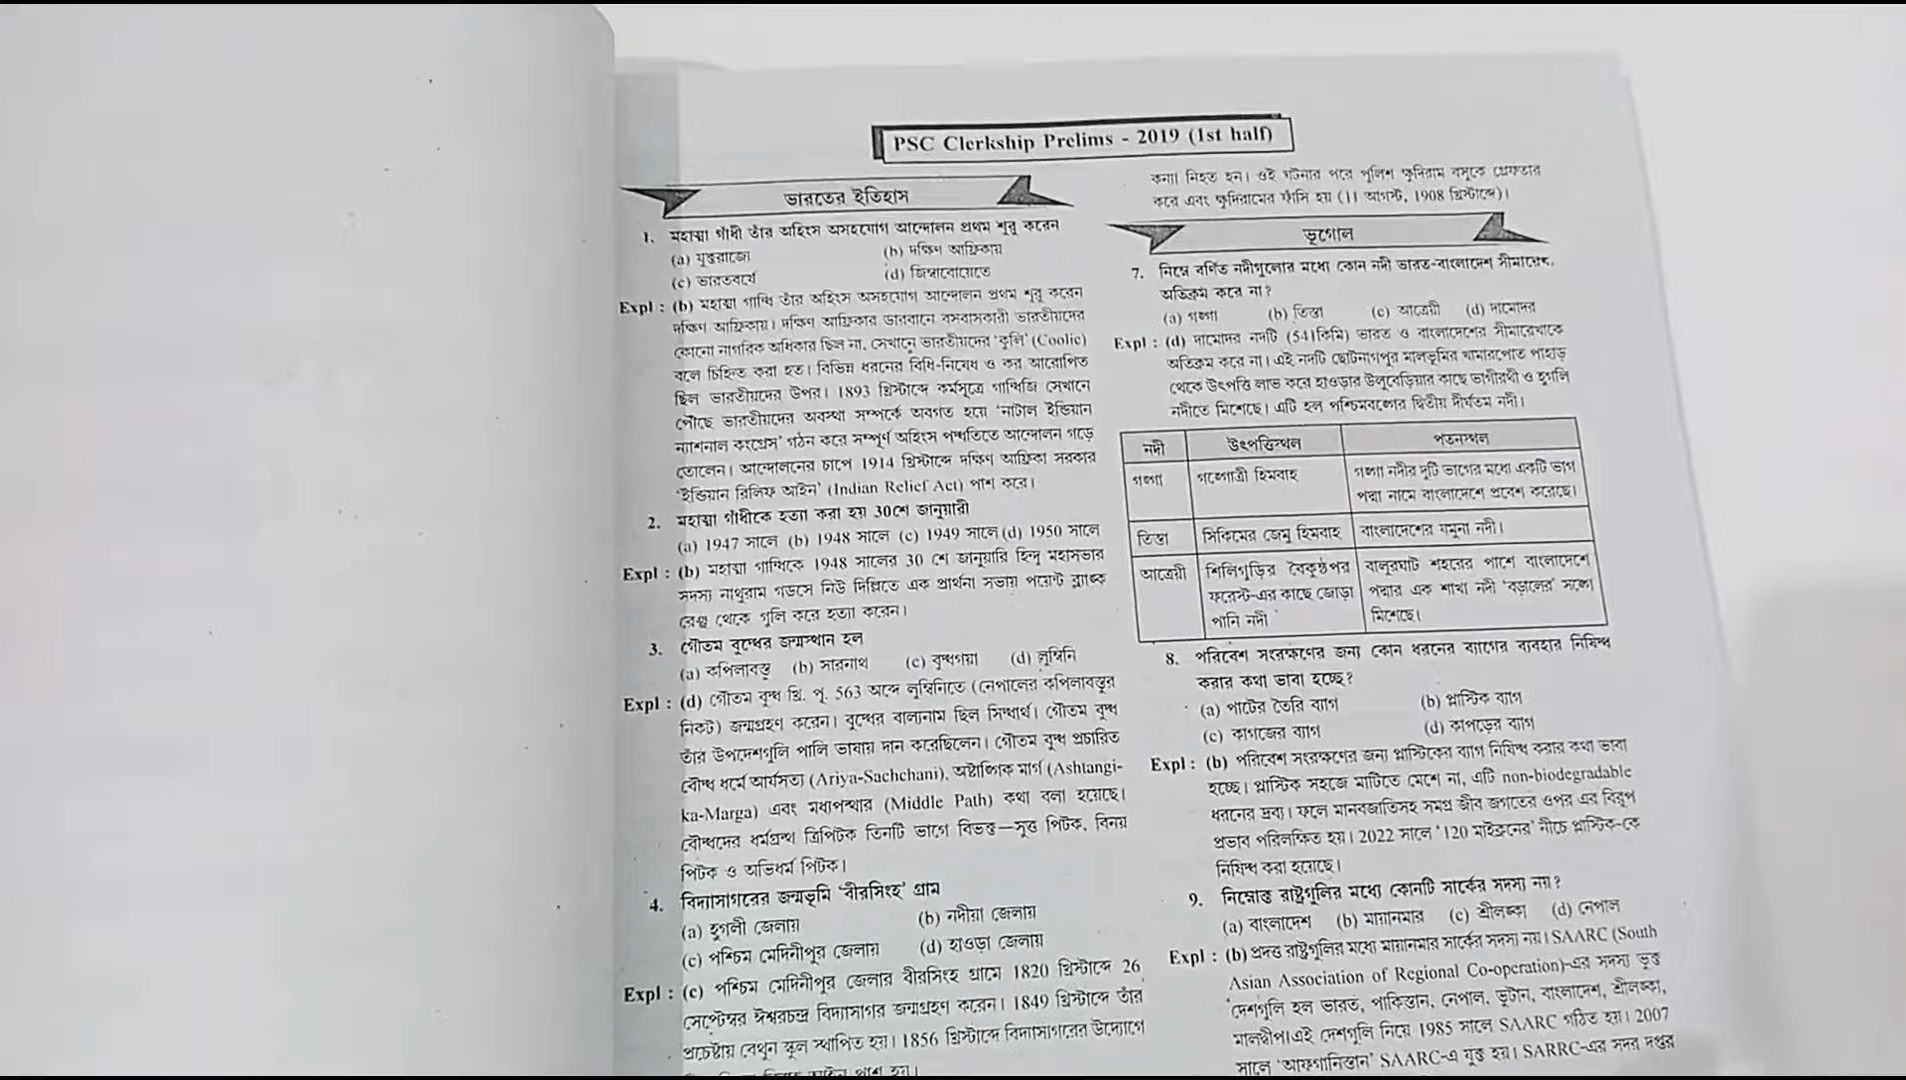 PSC Clerkship Prelims - 2019 (1st half)
ভারতের ইতিহাস
1. মহাত্মা গাঁধী তাঁর অহিংস অসহযোগ আন্দোলন প্রথম শুরু করেন
(a) যুক্তরাজ্যে (b) দক্ষিণ আফ্রিকায়
(c) ভারতবর্ষে (d) জিম্বাবোয়েতে
Expl : (b) মহাত্মা গান্ধি তাঁর অহিংস অসহযোগ আন্দোলন প্রথম শুরু করেন
দক্ষিণ আফ্রিকায়। দক্ষিণ আফ্রিকার ডারবানে বসবাসকারী ভারতীয়দের
কোনো নাগরিক অধিকার ছিল না, সেখানে ভারতীয়দের 'কুলি' (Coolie)
বলে চিহ্নিত করা হত। বিভিন্ন ধরনের বিধি-নিষেধ ও কর আরোপিত
ছিল ভারতীয়দের উপর। 1893 খ্রিস্টাব্দে কর্মসূত্রে গান্ধিজি সেখানে
পৌঁছে ভারতীয়দের অবস্থা সম্পর্কে অবগত হয়ে 'নাটাল ইন্ডিয়ান
ন্যাশনাল কংগ্রেস' গঠন করে সম্পূর্ণ অহিংস পদ্ধতিতে আন্দোলন গড়ে
তোলেন। আন্দোলনের চাপে 1914 খ্রিস্টাব্দে দক্ষিণ আফ্রিকা সরকার
'ইন্ডিয়ান রিলিফ আইন' (Indian Relief Act) পাশ করে।
2. মহাত্মা গাঁধীকে হত্যা করা হয় 30শে জানুয়ারী
(a) 1947 সালে (b) 1948 সালে (c) 1949 সালে (d) 1950 সালে
Expl : (b) মহাত্মা গান্ধিকে 1948 সালের 30 শে জানুয়ারি হিন্দু মহাসভার
সদস্য নাথুরাম গডসে নিউ দিল্লিতে এক প্রার্থনা সভায় পয়েন্ট ব্ল্যাঙ্ক
রেঞ্জ থেকে গুলি করে হত্যা করেন।
3. গৌতম বুদ্ধের জন্মস্থান হল
(a) কপিলাবস্তু (b) সারনাথ (c) বুদ্ধগয়া (d) লুম্বিনি
Expl : (d) গৌতম বুদ্ধ খ্রি. পূ. 563 অব্দে লুম্বিনিতে (নেপালের কপিলাবস্তুর
নিকট) জন্মগ্রহণ করেন। বুদ্ধের বাল্যনাম ছিল সিদ্ধার্থ। গৌতম বুদ্ধ
তাঁর উপদেশগুলি পালি ভাষায় দান করেছিলেন। গৌতম বুদ্ধ প্রচারিত
বৌদ্ধ ধর্মে আর্যসত্য (Ariya-Sachchani), অষ্টাঙ্গিক মার্গ (Ashtangi-
ka-Marga) এবং মধ্যপন্থার (Middle Path) কথা বলা হয়েছে।
বৌদ্ধদের ধর্মগ্রন্থ ত্রিপিটক তিনটি ভাগে বিভক্ত—সুত্ত পিটক, বিনয়
পিটক ও অভিধর্ম পিটক।
4. বিদ্যাসাগরের জন্মভূমি 'বীরসিংহ' গ্রাম
(a) হুগলী জেলায় (b) নদীয়া জেলায়
(c) পশ্চিম মেদিনীপুর জেলায় (d) হাওড়া জেলায়
Expl : (c) পশ্চিম মেদিনীপুর জেলার বীরসিংহ গ্রামে 1820 খ্রিস্টাব্দে 26
সেপ্টেম্বর ঈশ্বরচন্দ্র বিদ্যাসাগর জন্মগ্রহণ করেন। 1849 খ্রিস্টাব্দে তাঁর
প্রচেষ্টায় বেথুন স্কুল স্থাপিত হয়। 1856 খ্রিস্টাব্দে বিদ্যাসাগরের উদ্যোগে
পাশ হয়।
কন্যা নিহত হন। ওই ঘটনার পরে পুলিশ ক্ষুদিরাম বসুকে গ্রেফতার
করে এবং ক্ষুদিরামের ফাঁসি হয় (11 আগস্ট, 1908 খ্রিস্টাব্দে)।
ভূগোল
7. নিম্নে বর্ণিত নদীগুলোর মধ্যে কোন নদী ভারত-বাংলাদেশ সীমারেখা
অতিক্রম করে না?
(a) গঙ্গা (b) তিস্তা (c) আত্রেয়ী (d) দামোদর
Expl : (d) দামোদর নদটি (541কিমি) ভারত ও বাংলাদেশের সীমারেখাকে
অতিক্রম করে না। এই নদটি ছোটনাগপুর মালভূমির খামারপোত পাহাড়
থেকে উৎপত্তি লাভ করে হাওড়ার উলুবেড়িয়ার কাছে ভাগীরথী ও হুগলি
নদীতে মিশেছে। এটি হল পশ্চিমবঙ্গের দ্বিতীয় দীর্ঘতম নদী।
নদী উৎপত্তিস্থল পতনস্থল
গঙ্গা গঙ্গোত্রী হিমবাহ গঙ্গা নদীর দুটি ভাগের মধ্যে একটি ভাগ
পদ্মা নামে বাংলাদেশে প্রবেশ করেছে।
তিস্তা সিকিমের জেমু হিমবাহ বাংলাদেশের যমুনা নদী।
আত্রেয়ী শিলিগুড়ির বৈকুণ্ঠপর বালুরঘাট শহরের পাশে বাংলাদেশে
ফরেস্ট-এর কাছে জোড়া পদ্মার এক শাখা নদী 'বড়ালের' সঙ্গে
পানি নদী মিশেছে।
8. পরিবেশ সংরক্ষণের জন্য কোন ধরনের ব্যাগের ব্যবহার নিষিদ্ধ
করার কথা ভাবা হচ্ছে?
(a) পাটের তৈরি ব্যাগ (b) প্লাস্টিক ব্যাগ
(c) কাগজের ব্যাগ (d) কাপড়ের ব্যাগ
Expl : (b) পরিবেশ সংরক্ষণের জন্য প্লাস্টিকের ব্যাগ নিষিদ্ধ করার কথা ভাবা
হচ্ছে। প্লাস্টিক সহজে মাটিতে মেশে না, এটি non-biodegradable
ধরনের দ্রব্য। ফলে মানবজাতিসহ সমগ্র জীব জগতের ওপর এর বিরূপ
প্রভাব পরিলক্ষিত হয়। 2022 সালে '120 মাইক্রনের' নীচে প্লাস্টিক-কে
নিষিদ্ধ করা হয়েছে।
9. নিম্নোক্ত রাষ্ট্রগুলির মধ্যে কোনটি সার্কের সদস্য নয়?
(a) বাংলাদেশ (b) মায়ানমার (c) শ্রীলঙ্কা (d) নেপাল
Expl : (b) প্রদত্ত রাষ্ট্রগুলির মধ্যে মায়ানমার সার্কের সদস্য নয়। SAARC (South
Asian Association of Regional Co-operation)-এর সদস্য ভুক্ত
দেশগুলি হল ভারত, পাকিস্তান, নেপাল, ভুটান, বাংলাদেশ, শ্রীলঙ্কা,
মালদ্বীপ।এই দেশগুলি নিয়ে 1985 সালে SAARC গঠিত হয়। 2007
সালে 'আফগানিস্তান' SAARC-এ যুক্ত হয়। SARRC-এর সদর দপ্তর